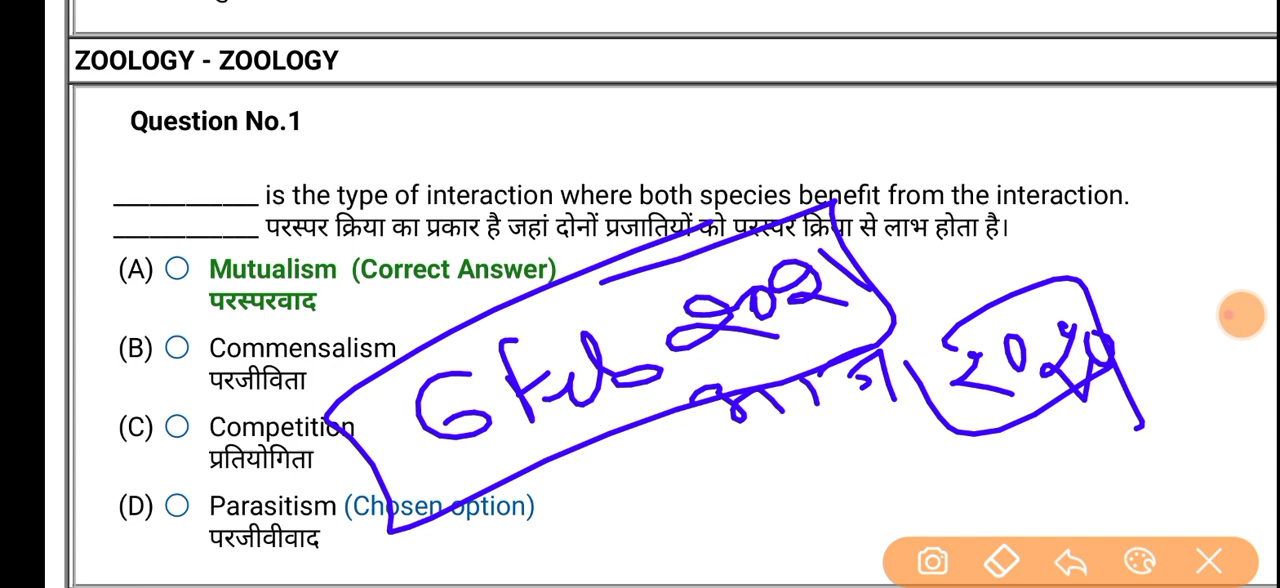 ZOOLOGY - ZOOLOGY
Question No.1
__________ is the type of interaction where both species benefit from the interaction.
__________ परस्पर क्रिया का प्रकार है जहां दोनों प्रजातियों को परस्पर क्रिया से लाभ होता है।
(A) Mutualism (Correct Answer)
परस्परवाद
(B) Commensalism
परजीविता
(C) Competition
प्रतियोगिता
(D) Parasitism (Chosen option)
परजीवीवाद
6 Feb 202